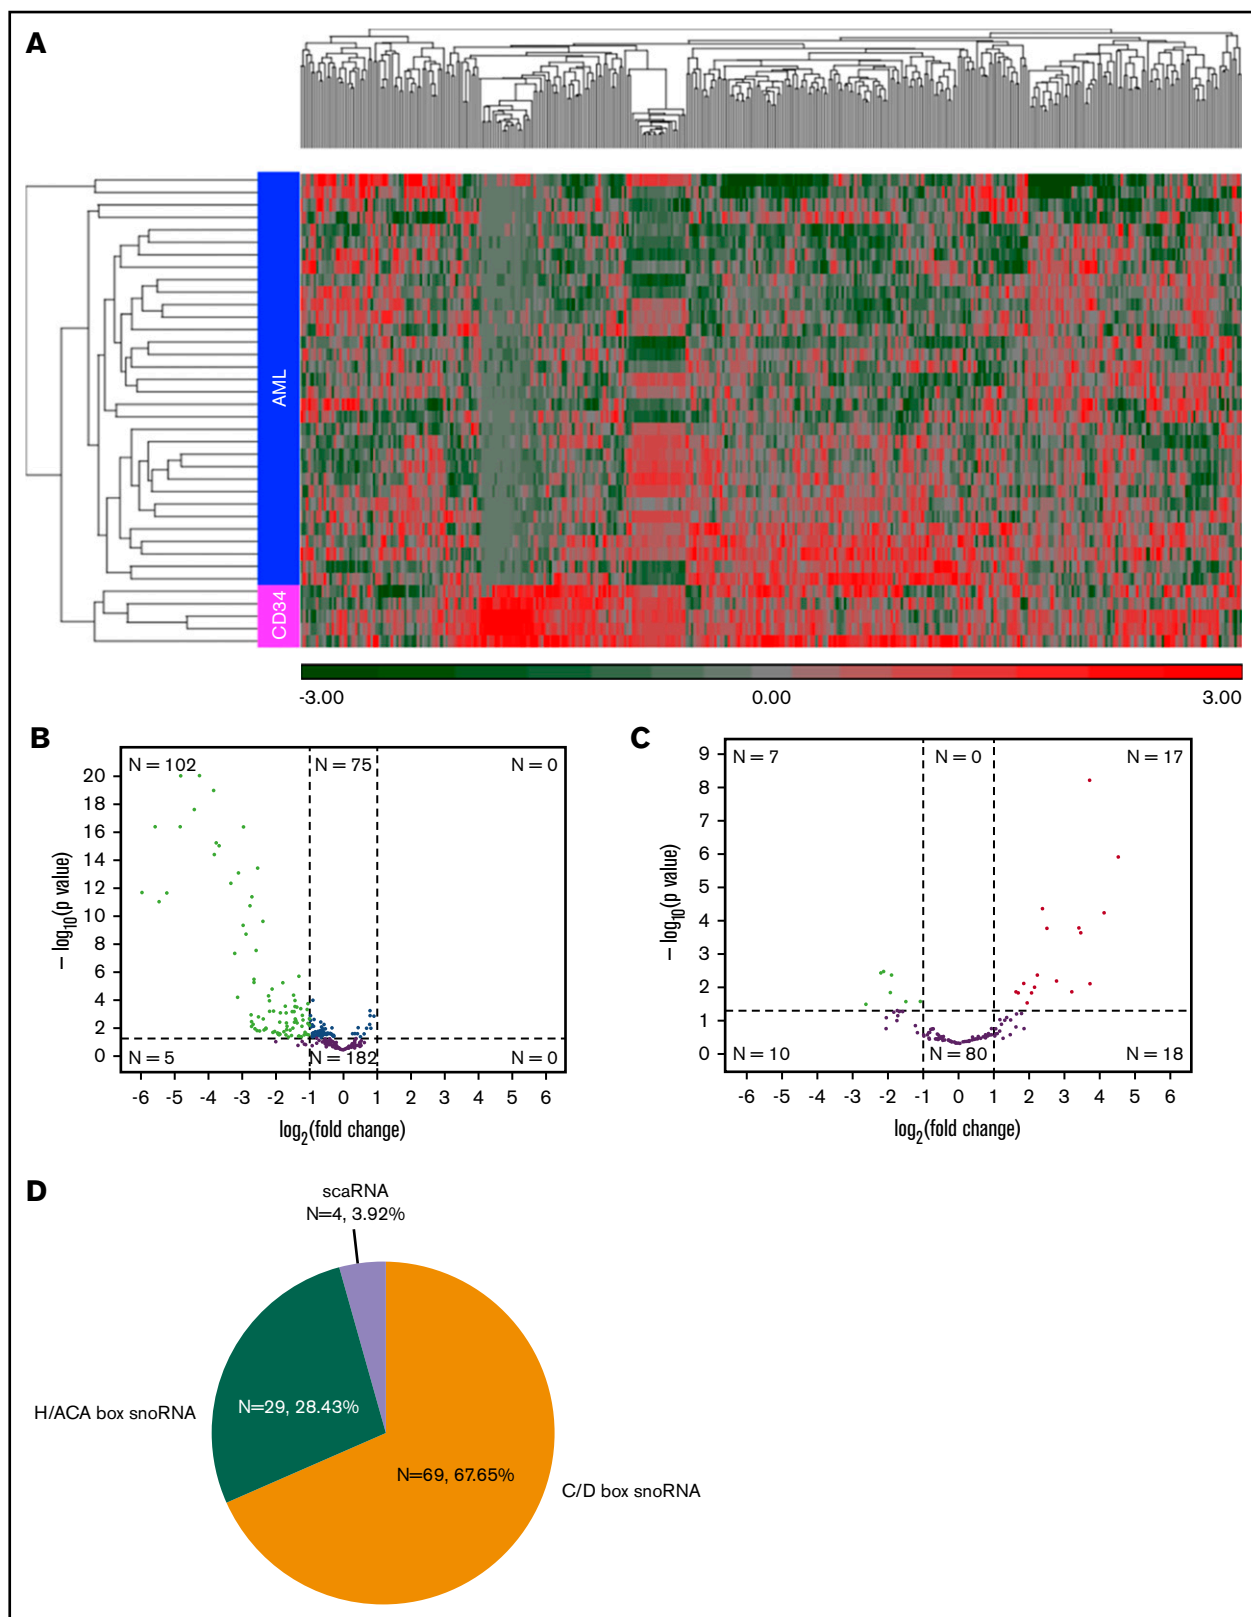 A
AML
CD34
-3.00
0.00
3.00
B
N = 102
N = 75
N = 0
20
18
16
14
12
10
8
6
4
2
0
– log10(p value)
N = 5
N = 182
N = 0
-6 -5 -4 -3 -2 -1 0 1 2 3 4 5 6
log2(fold change)
C
N = 7
N = 0
N = 17
9
8
7
6
5
4
3
2
1
0
– log10(p value)
N = 10
N = 80
N = 18
-6 -5 -4 -3 -2 -1 0 1 2 3 4 5 6
log2(fold change)
D
scaRNA
N=4, 3.92%
H/ACA box snoRNA
N=29, 28.43%
N=69, 67.65%
C/D box snoRNA